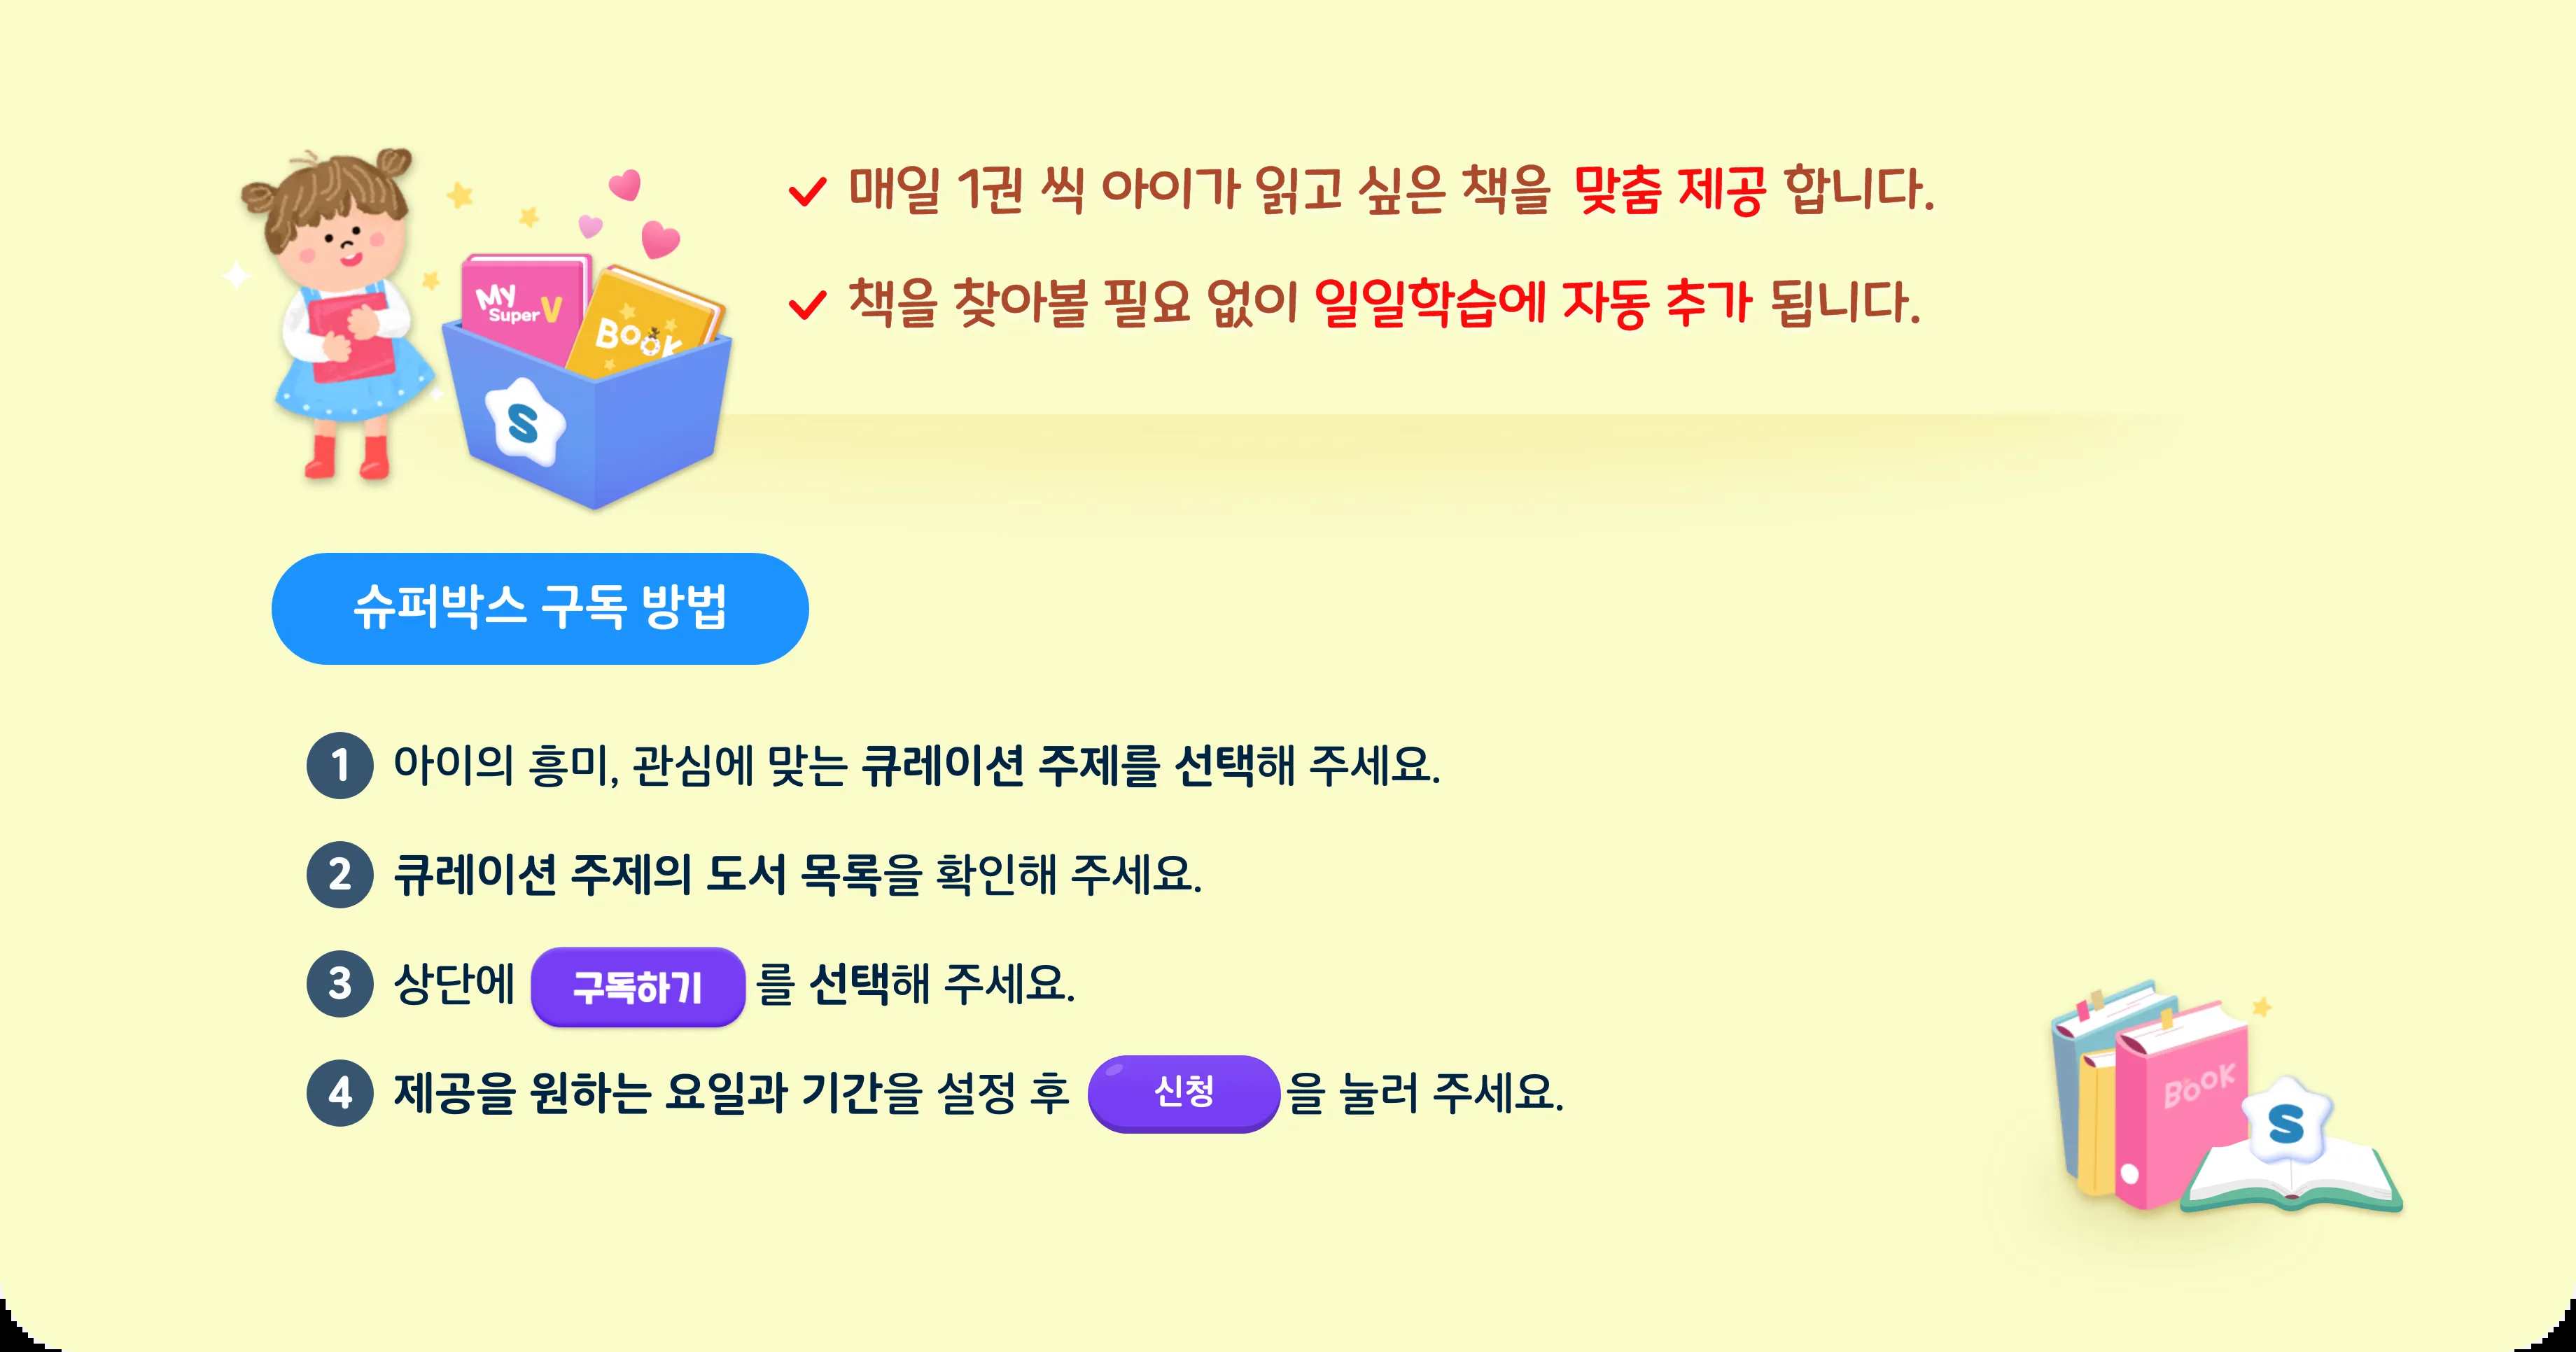 매일 1권 씩 아이가 읽고 싶은 책을 맞춤 제공 합니다.
책을 찾아볼 필요 없이 일일학습에 자동 추가 됩니다.
My
Super V
BOOK
S
슈퍼박스 구독 방법
1 아이의 흥미, 관심에 맞는 큐레이션 주제를 선택해 주세요.
2 큐레이션 주제의 도서 목록을 확인해 주세요.
3 상단에 구독하기 를 선택해 주세요.
4 제공을 원하는 요일과 기간을 설정 후 신청 을 눌러 주세요.
BOOK
S